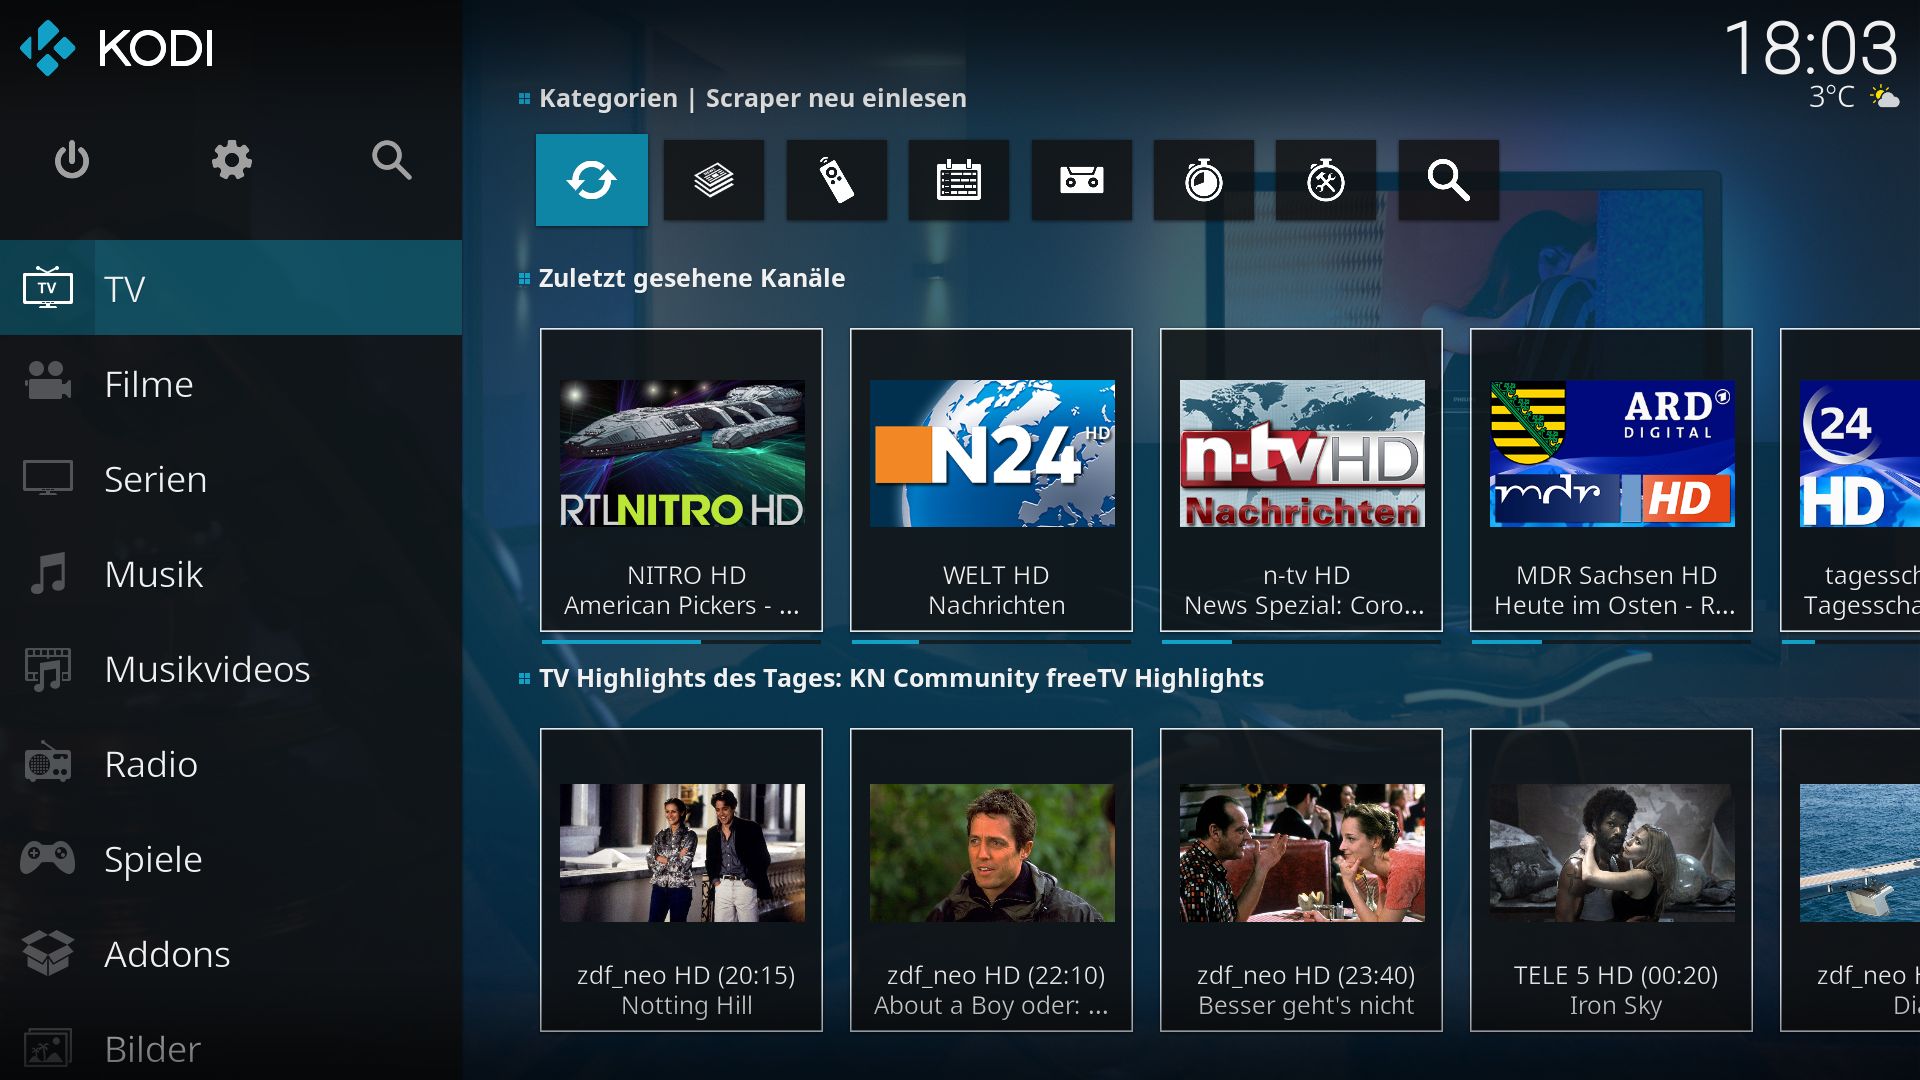 KODI
18:03
3°C
Kategorien | Scraper neu einlesen
TV
TV
Filme
Serien
Musik
Musikvideos
Radio
Spiele
Addons
Bilder
Zuletzt gesehene Kanäle
RTLNITRO HD
NITRO HD
American Pickers - ...
N24 HD
WELT HD
Nachrichten
n-tv HD
Nachrichten
n-tv HD
News Spezial: Coro...
ARD
DIGITAL
mdr HD
MDR Sachsen HD
Heute im Osten - R...
24
HD
tagessch
Tagesscha
TV Highlights des Tages: KN Community freeTV Highlights
zdf_neo HD (20:15)
Notting Hill
zdf_neo HD (22:10)
About a Boy oder: ...
zdf_neo HD (23:40)
Besser geht's nicht
TELE 5 HD (00:20)
Iron Sky
zdf_neo